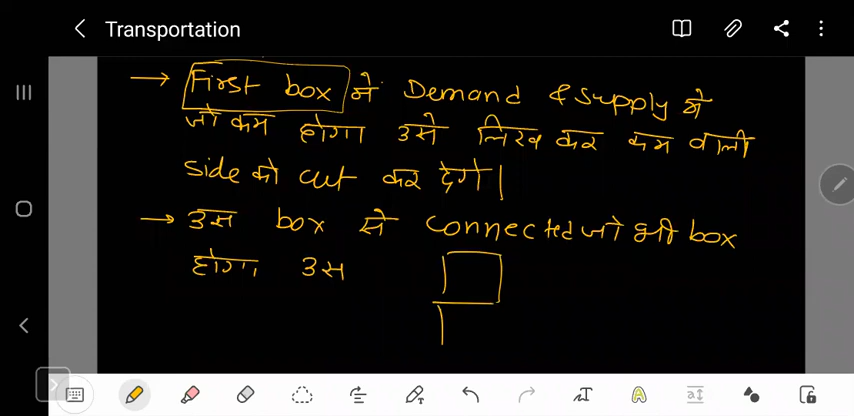 Transportation
→ First box में Demand & supply मे
जो कम होगा उसे लिख कर कम वाली
side को cut कर देगे।
→ उस box से connected जो भी box
होगा उस